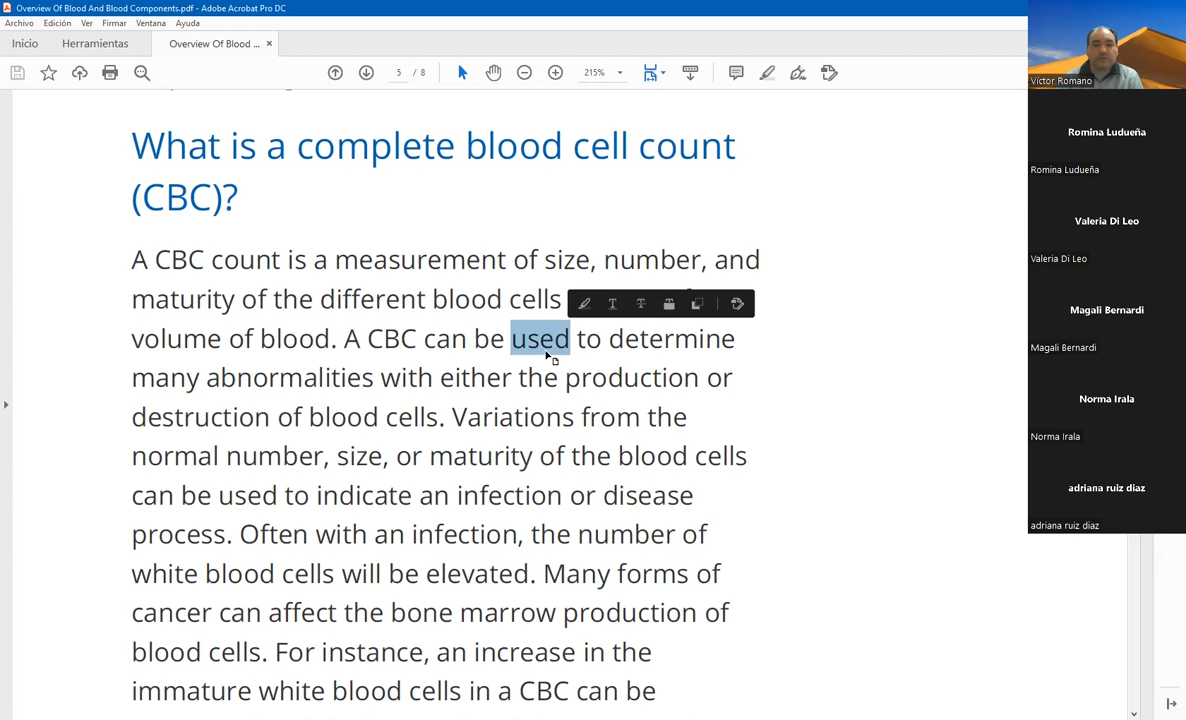 Overview Of Blood And Blood Components.pdf - Adobe Acrobat Pro DC
Archivo Edición Ver Firmar Ventana Ayuda
Inicio Herramientas Overview Of Blood ... ×
5 / 8 215%
What is a complete blood cell count
(CBC)?
A CBC count is a measurement of size, number, and
maturity of the different blood cells
volume of blood. A CBC can be used to determine
many abnormalities with either the production or
destruction of blood cells. Variations from the
normal number, size, or maturity of the blood cells
can be used to indicate an infection or disease
process. Often with an infection, the number of
white blood cells will be elevated. Many forms of
cancer can affect the bone marrow production of
blood cells. For instance, an increase in the
immature white blood cells in a CBC can be
Víctor Romano
Romina Ludueña
Romina Ludueña
Valeria Di Leo
Valeria Di Leo
Magali Bernardi
Magali Bernardi
Norma Irala
Norma Irala
adriana ruiz diaz
adriana ruiz diaz